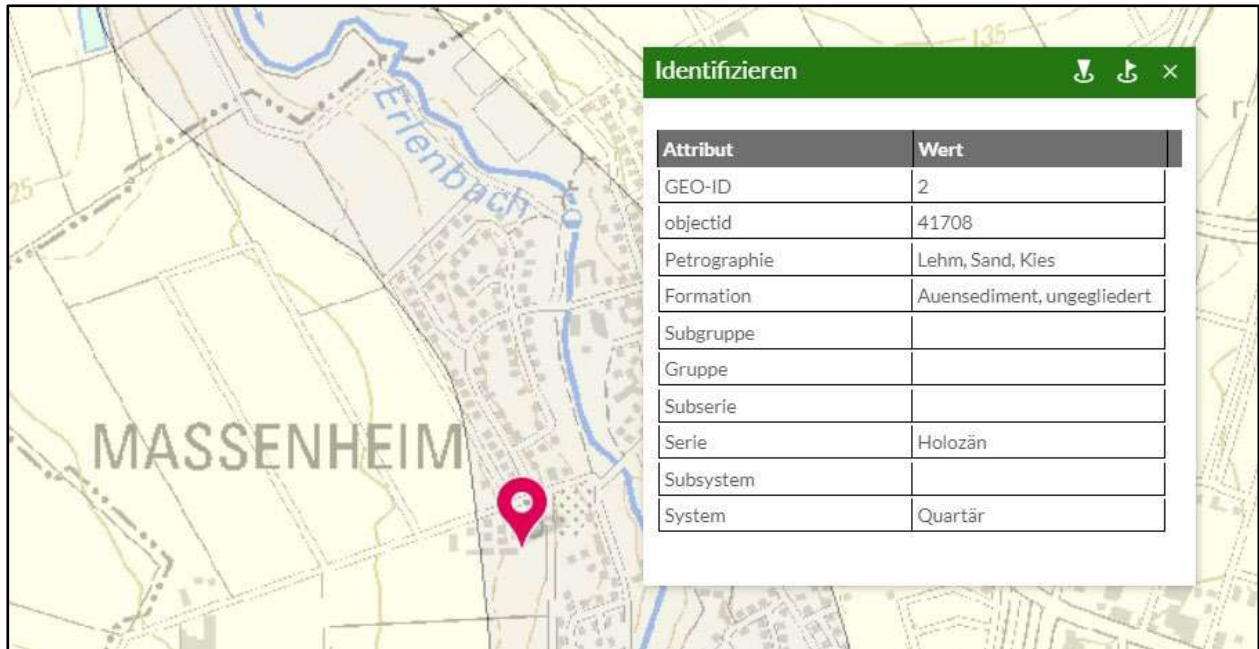 135
Erlenbach
MASSENHEIM
Identifizieren
Attribut Wert
GEO-ID 2
objectid 41708
Petrographie Lehm, Sand, Kies
Formation Auensediment, ungegliedert
Subgruppe
Gruppe
Subserie
Serie Holozän
Subsystem
System Quartär